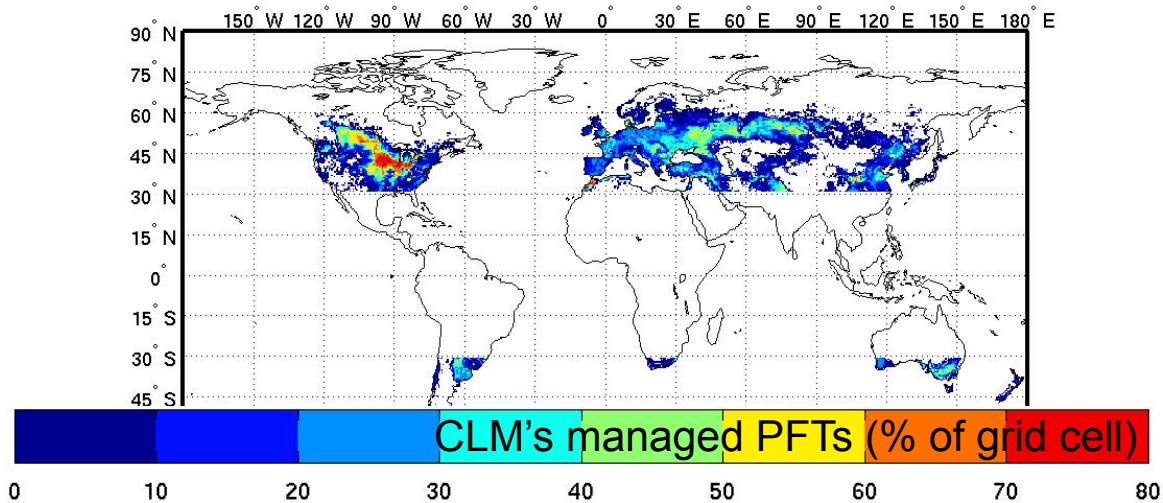 150° W 120° W 90° W 60° W 30° W 0° 30° E 60° E 90° E 120° E 150° E 180° E
90° N
75° N
60° N
45° N
30° N
15° N
0°
15° S
30° S
45° S
CLM's managed PFTs (% of grid cell)
0 10 20 30 40 50 60 70 80